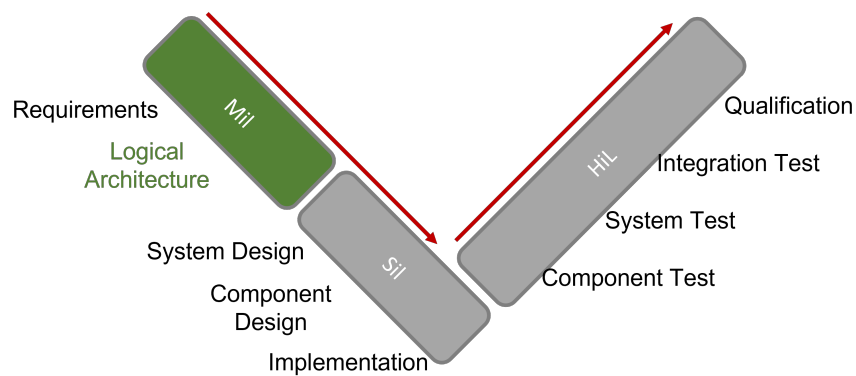 Mil
Requirements
Logical
Architecture
System Design
Sil
Component
Design
Implementation
HiL
Qualification
Integration Test
System Test
Component Test